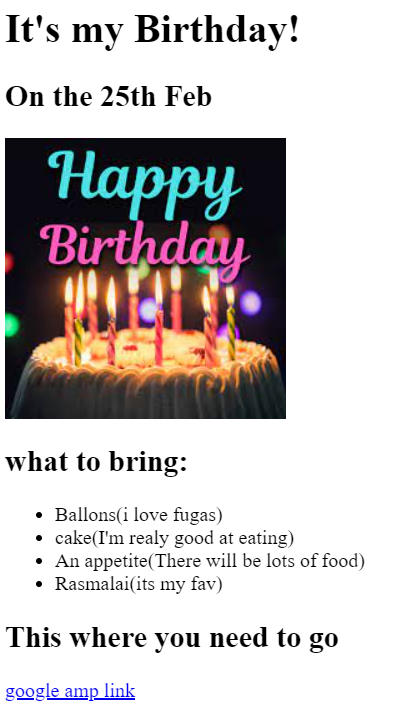 It's my Birthday!
On the 25th Feb
Happy
Birthday
what to bring:
Ballons(i love fugas)
cake(I'm realy good at eating)
An appetite(There will be lots of food)
Rasmalai(its my fav)
This where you need to go
google amp link